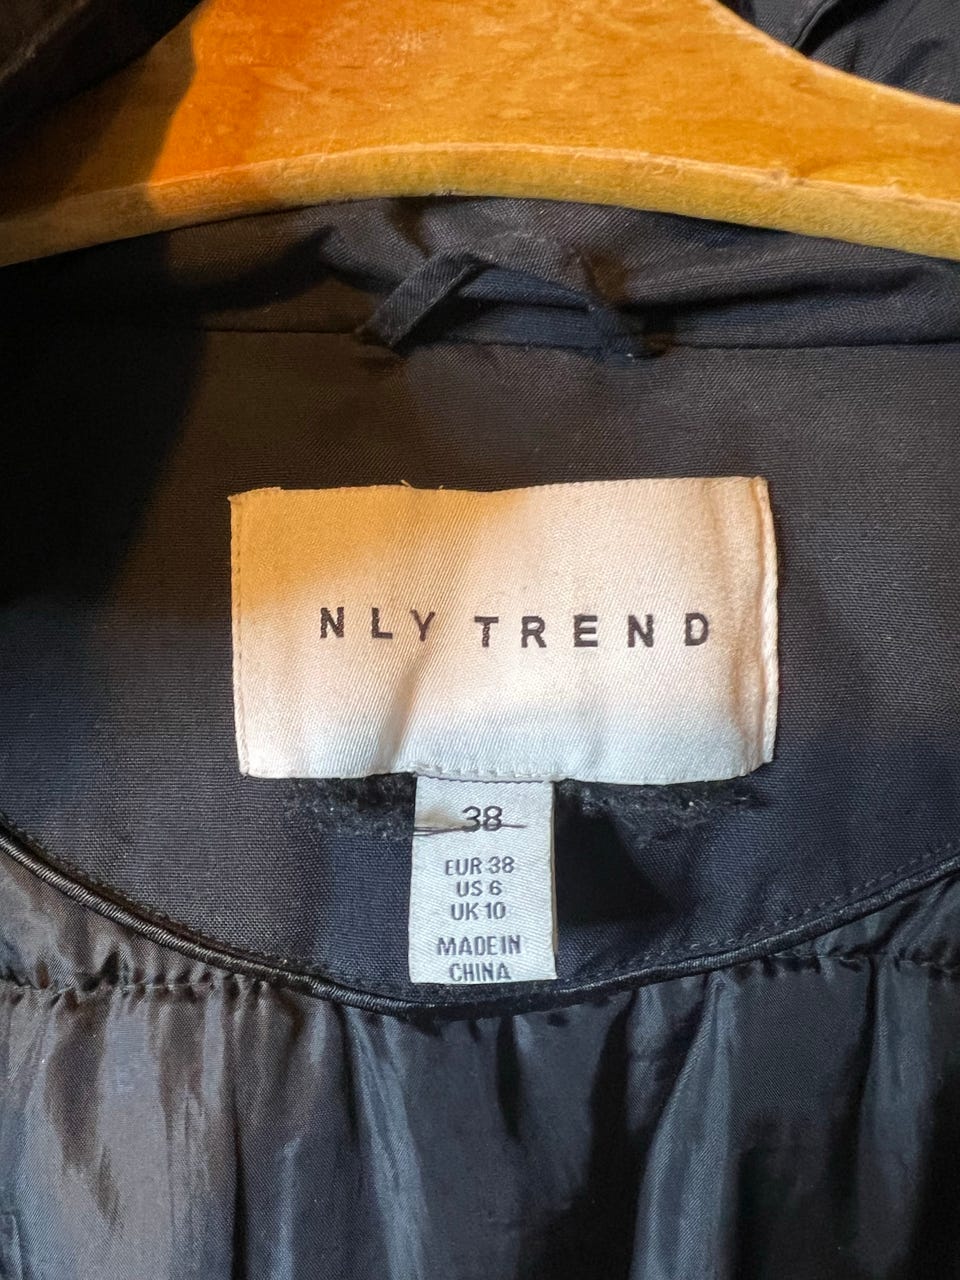 NLY TREND
38
EUR 38
US 6
UK 10
MADE IN
CHINA